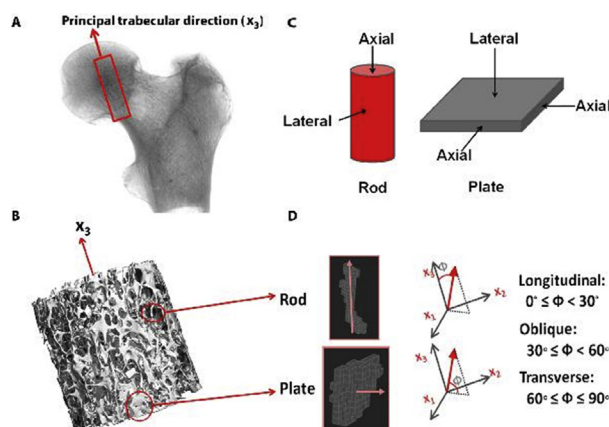 A
Principal trabecular direction (x₃)
B
x₃
Rod
Plate
C
Axial
Lateral
Rod
Lateral
Axial
Axial
Plate
D
x₃
Φ
x₂
x₁
x₃
Φ
x₂
x₁
Longitudinal:
0° ≤ Φ < 30°
Oblique:
30° ≤ Φ < 60°
Transverse:
60° ≤ Φ ≤ 90°